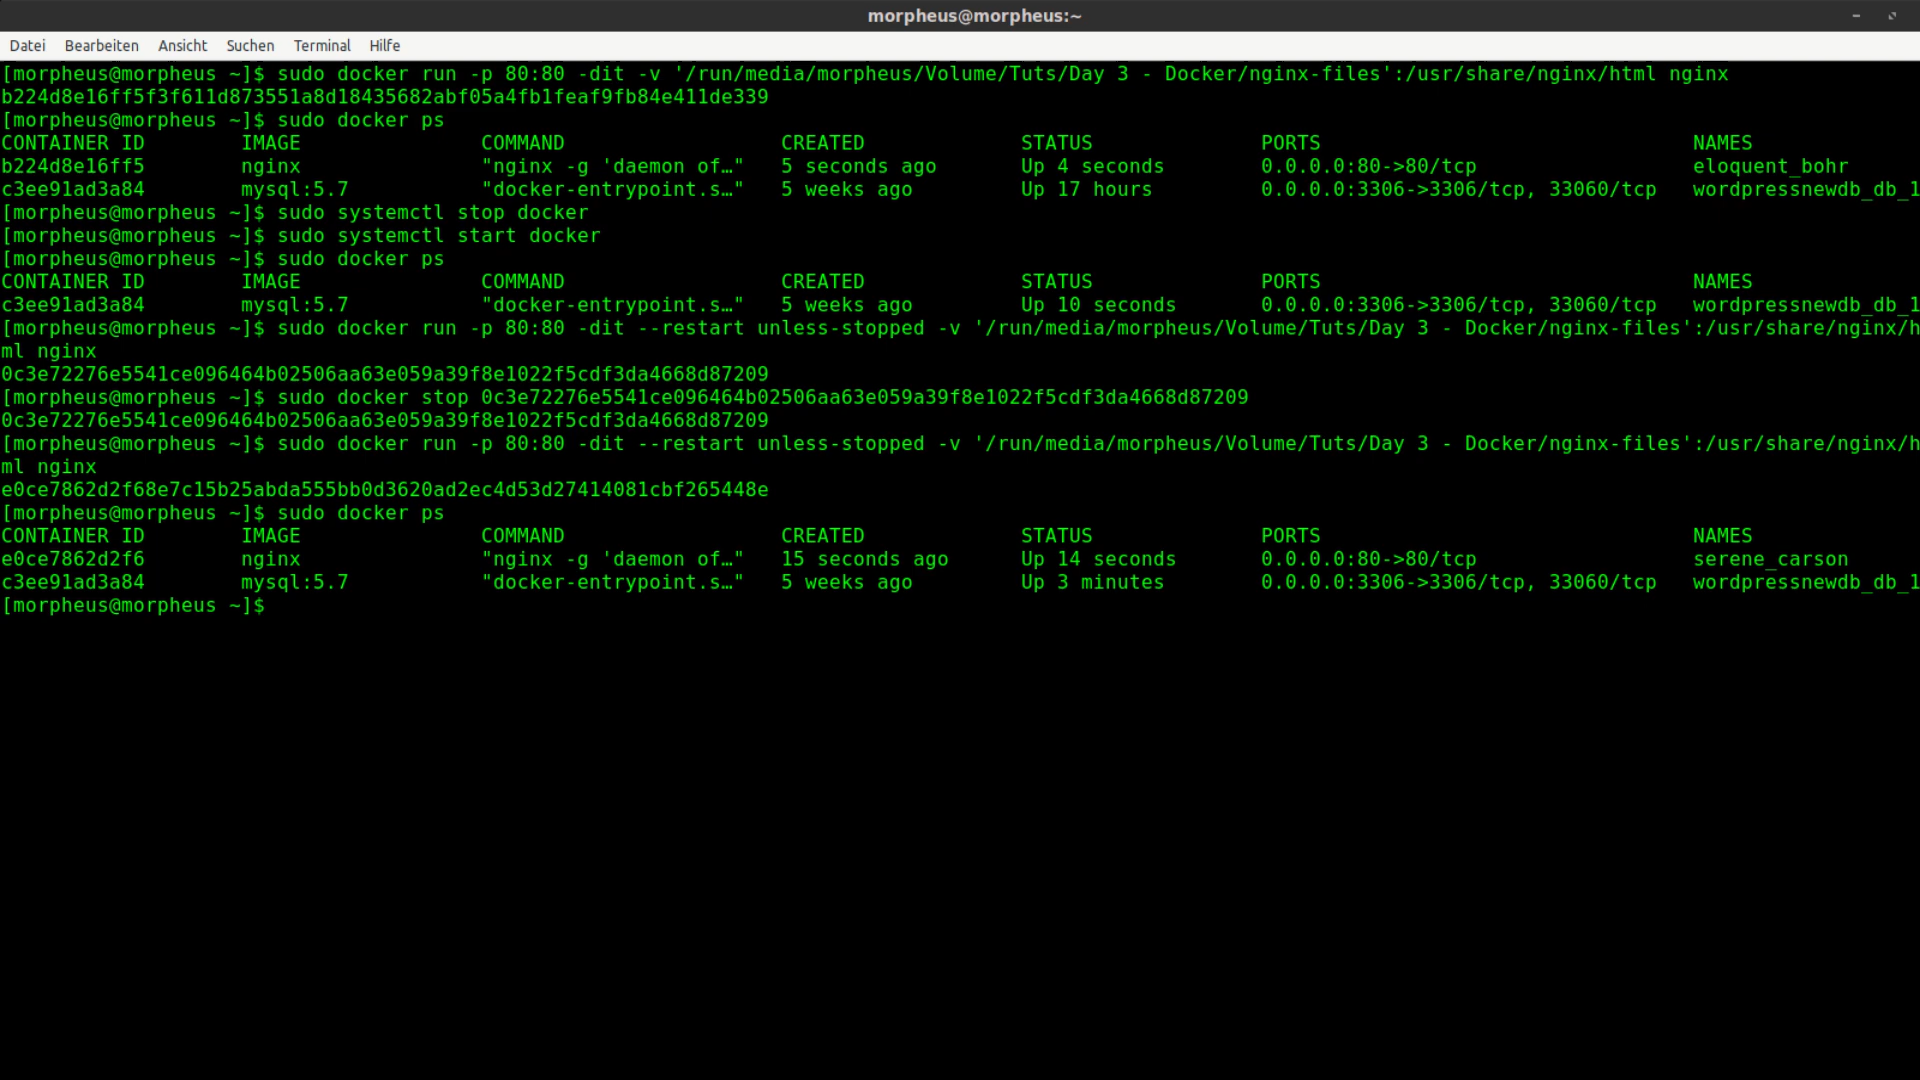 morpheus@morpheus:~
Datei Bearbeiten Ansicht Suchen Terminal Hilfe
[morpheus@morpheus ~]$ sudo docker run -p 80:80 -dit -v '/run/media/morpheus/Volume/Tuts/Day 3 - Docker/nginx-files':/usr/share/nginx/html nginx
b224d8e16ff5f3f611d873551a8d18435682abf05a4fb1feaf9fb84e411de339
[morpheus@morpheus ~]$ sudo docker ps
CONTAINER ID        IMAGE               COMMAND                  CREATED             STATUS              PORTS                               NAMES
b224d8e16ff5        nginx               "nginx -g 'daemon of…"   5 seconds ago       Up 4 seconds        0.0.0.0:80->80/tcp                  eloquent_bohr
c3ee91ad3a84        mysql:5.7           "docker-entrypoint.s…"   5 weeks ago         Up 17 hours         0.0.0.0:3306->3306/tcp, 33060/tcp   wordpressnewdb_db_1
[morpheus@morpheus ~]$ sudo systemctl stop docker
[morpheus@morpheus ~]$ sudo systemctl start docker
[morpheus@morpheus ~]$ sudo docker ps
CONTAINER ID        IMAGE               COMMAND                  CREATED             STATUS              PORTS                               NAMES
c3ee91ad3a84        mysql:5.7           "docker-entrypoint.s…"   5 weeks ago         Up 10 seconds       0.0.0.0:3306->3306/tcp, 33060/tcp   wordpressnewdb_db_1
[morpheus@morpheus ~]$ sudo docker run -p 80:80 -dit --restart unless-stopped -v '/run/media/morpheus/Volume/Tuts/Day 3 - Docker/nginx-files':/usr/share/nginx/h
ml nginx
0c3e72276e5541ce096464b02506aa63e059a39f8e1022f5cdf3da4668d87209
[morpheus@morpheus ~]$ sudo docker stop 0c3e72276e5541ce096464b02506aa63e059a39f8e1022f5cdf3da4668d87209
0c3e72276e5541ce096464b02506aa63e059a39f8e1022f5cdf3da4668d87209
[morpheus@morpheus ~]$ sudo docker run -p 80:80 -dit --restart unless-stopped -v '/run/media/morpheus/Volume/Tuts/Day 3 - Docker/nginx-files':/usr/share/nginx/h
ml nginx
e0ce7862d2f68e7c15b25abda555bb0d3620ad2ec4d53d27414081cbf265448e
[morpheus@morpheus ~]$ sudo docker ps
CONTAINER ID        IMAGE               COMMAND                  CREATED             STATUS              PORTS                               NAMES
e0ce7862d2f6        nginx               "nginx -g 'daemon of…"   15 seconds ago      Up 14 seconds       0.0.0.0:80->80/tcp                  serene_carson
c3ee91ad3a84        mysql:5.7           "docker-entrypoint.s…"   5 weeks ago         Up 3 minutes        0.0.0.0:3306->3306/tcp, 33060/tcp   wordpressnewdb_db_1
[morpheus@morpheus ~]$